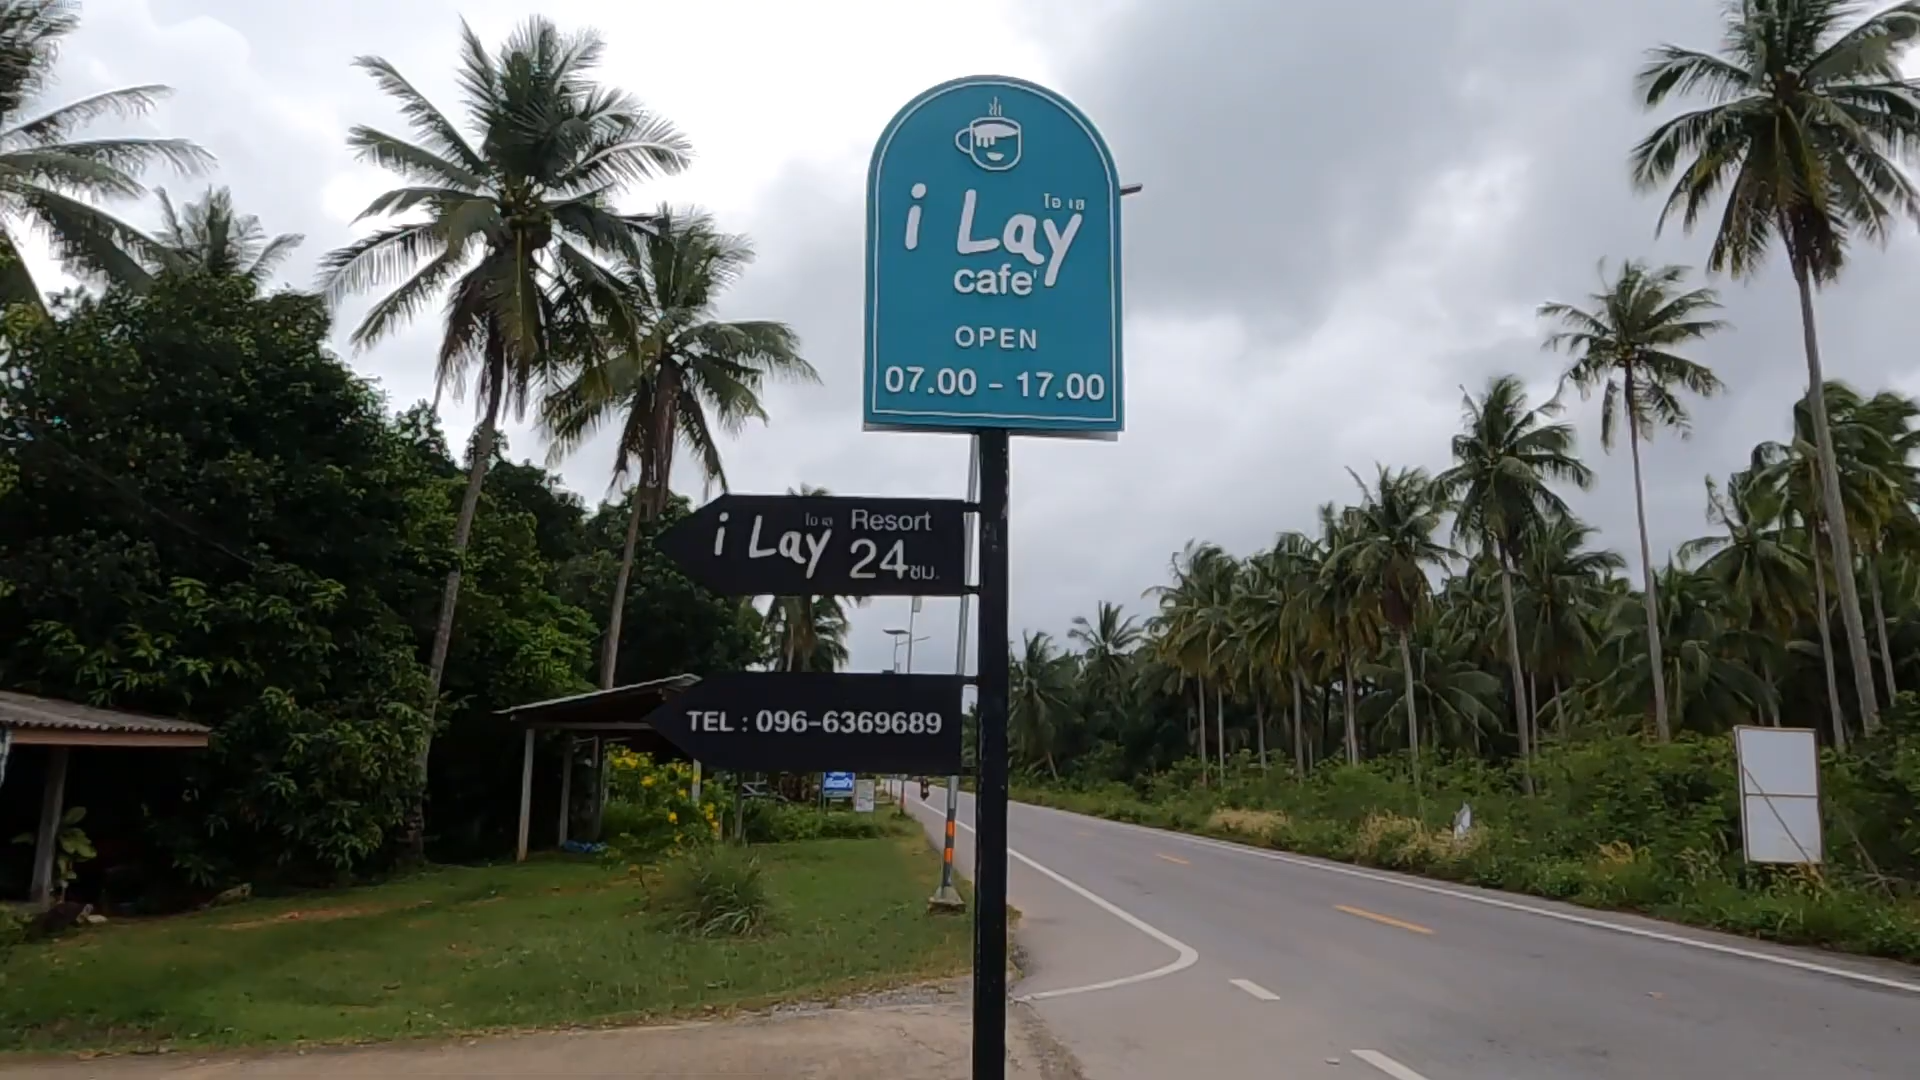 ไอ เล
i Lay
cafe'
OPEN
07.00 - 17.00
i Lay ไอ เล Resort
24 ชม.
TEL : 096-6369689